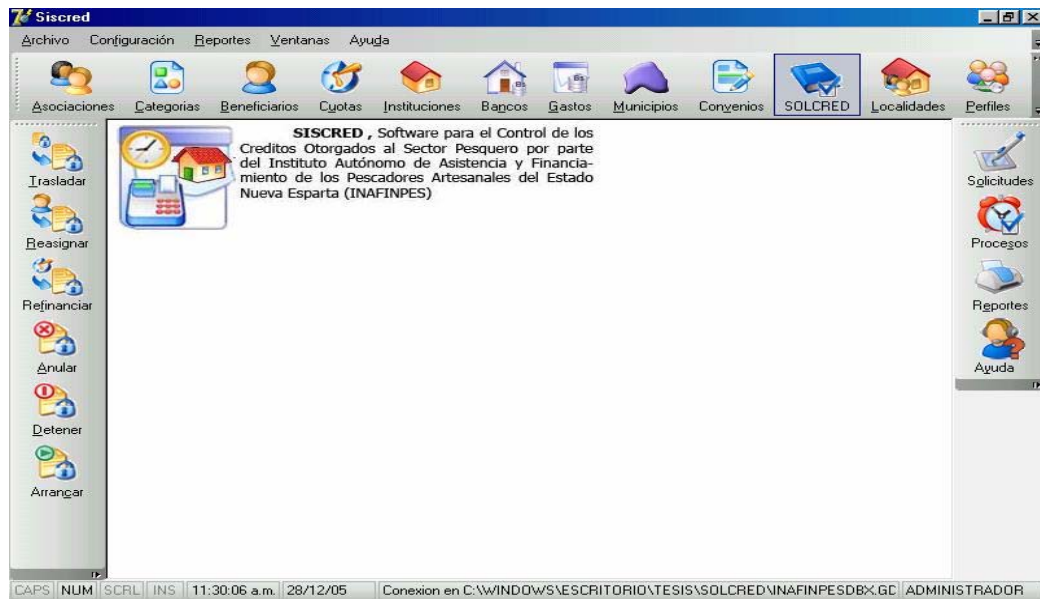 Siscred
Archivo Configuración Reportes Ventanas Ayuda
Asociaciones Categorias Beneficiarios Cuotas Instituciones Bancos Gastos Municipios Convenios SOLCRED Localidades Perfiles
Trasladar
Reasignar
Refinanciar
Anular
Detener
Arrancar
SISCRED , Software para el Control de los
Creditos Otorgados al Sector Pesquero por parte
del Instituto Autónomo de Asistencia y Financia-
miento de los Pescadores Artesanales del Estado
Nueva Esparta (INAFINPES)
Solicitudes
Procesos
Reportes
Ayuda
CAPS NUM SCRL INS 11:30:06 a.m. 28/12/05 Conexion en C:\WINDOWS\ESCRITORIO\TESIS\SOLCRED\INAFINPESDBX.GD ADMINISTRADOR